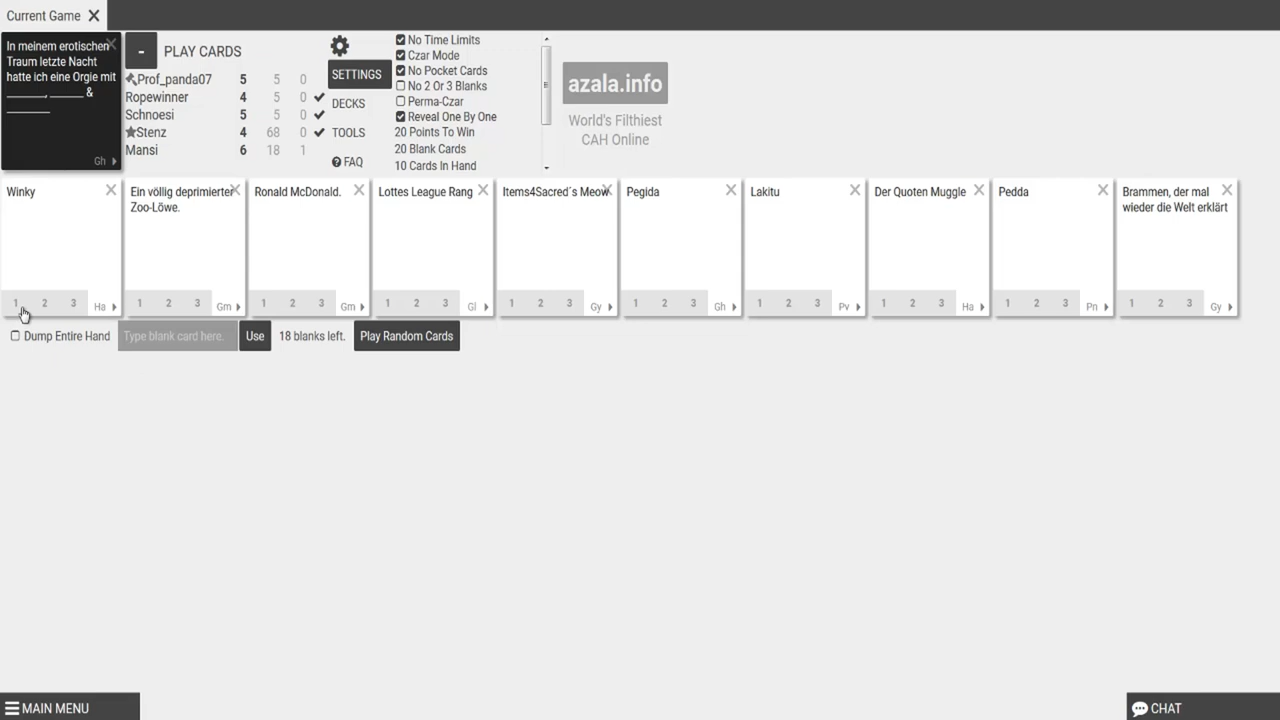 Current Game X
In meinem erotischen
Traum letzte Nacht
hatte ich eine Orgie mit
______, ______ &
______
Gh
- PLAY CARDS
Prof_panda07 5 5 0
Ropewinner 4 5 0
Schnoesi 5 5 0
Stenz 4 68 0
Mansi 6 18 1
SETTINGS
DECKS
TOOLS
FAQ
No Time Limits
Czar Mode
No Pocket Cards
No 2 Or 3 Blanks
Perma-Czar
Reveal One By One
20 Points To Win
20 Blank Cards
10 Cards In Hand
azala.info
World's Filthiest
CAH Online
Winky
1 2 3 Ha
Ein völlig deprimierter
Zoo-Löwe.
1 2 3 Gm
Ronald McDonald.
1 2 3 Gm
Lottes League Rang
1 2 3 Gl
Items4Sacred´s Meow
1 2 3 Gy
Pegida
1 2 3 Gh
Lakitu
1 2 3 Pv
Der Quoten Muggle
1 2 3 Ha
Pedda
1 2 3 Pn
Brammen, der mal
wieder die Welt erklärt
1 2 3 Gy
Dump Entire Hand
Type blank card here.
Use
18 blanks left.
Play Random Cards
MAIN MENU
CHAT